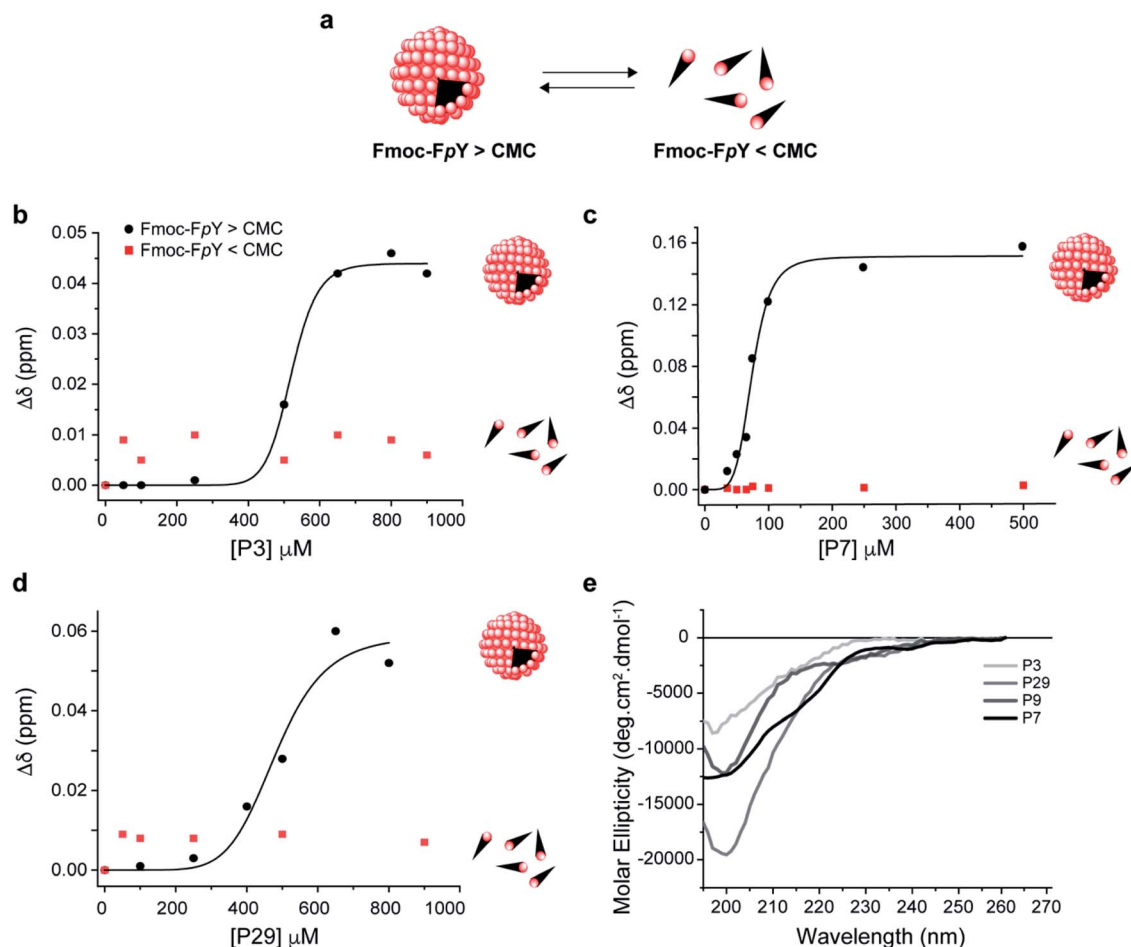 a
Fmoc-FpY > CMC
Fmoc-FpY < CMC
b
Fmoc-FpY > CMC
Fmoc-FpY < CMC
0.05
0.04
0.03
0.02
0.01
0.00
Δδ (ppm)
0
200
400
600
800
1000
[P3] μM
c
0.16
0.12
0.08
0.04
0.00
Δδ (ppm)
0
100
200
300
400
500
[P7] μM
d
0.06
0.04
0.02
0.00
Δδ (ppm)
0
200
400
600
800
1000
[P29] μM
e
0
-5000
-10000
-15000
-20000
Molar Ellipticity (deg.cm².dmol⁻¹)
P3
P29
P9
P7
200
210
220
230
240
250
260
270
Wavelength (nm)